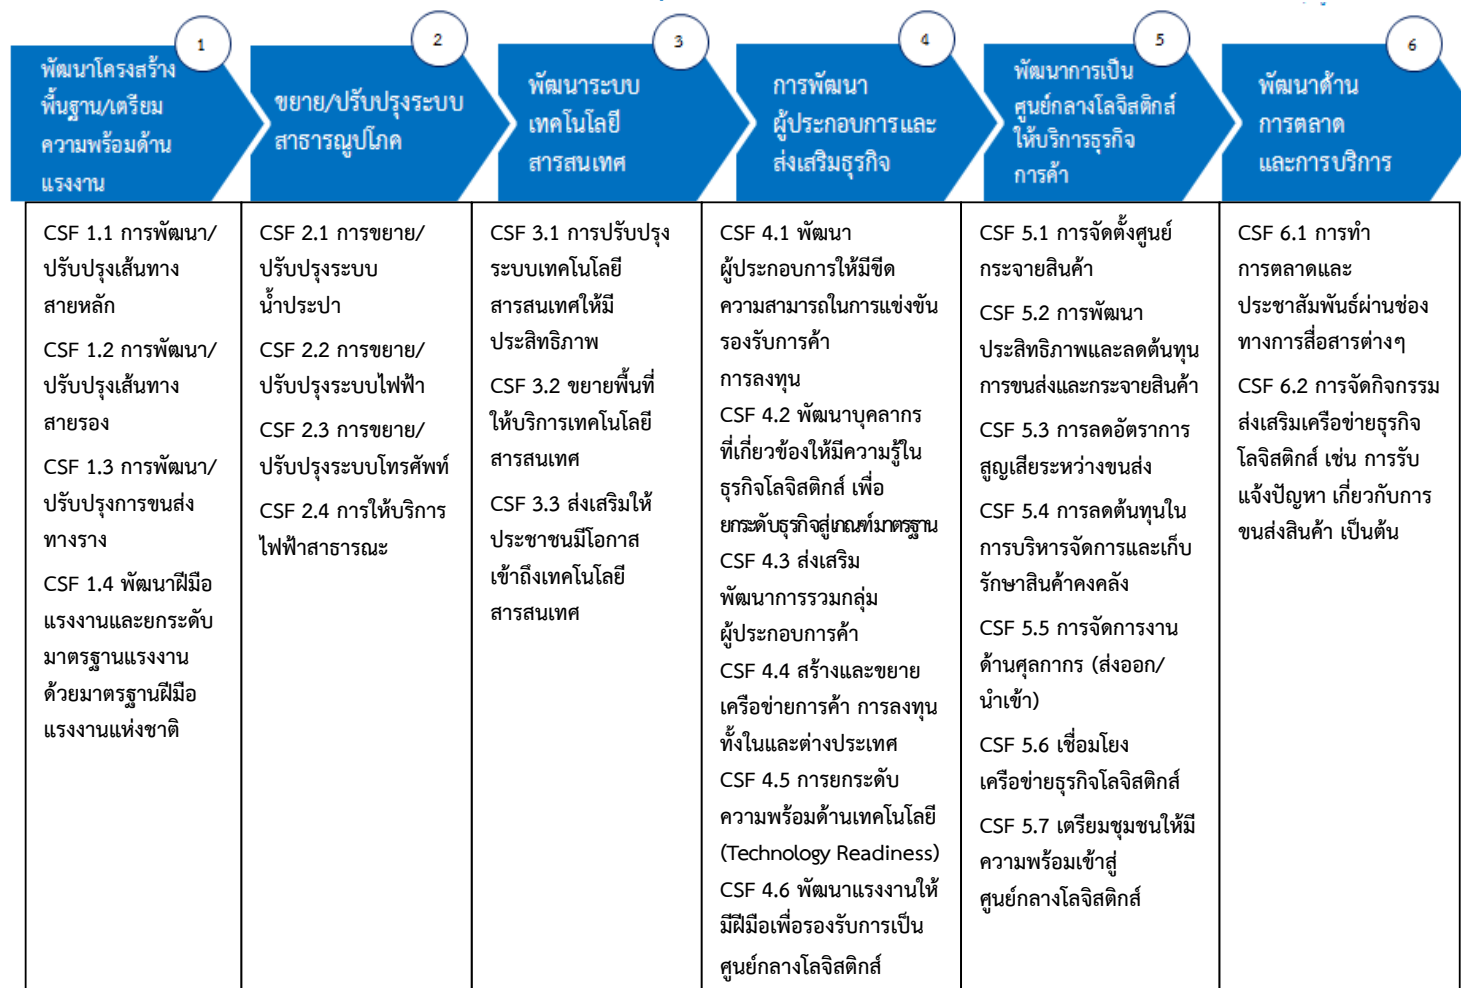 1
พัฒนาโครงสร้าง
พื้นฐาน/เตรียม
ความพร้อมด้าน
แรงงาน
2
ขยาย/ปรับปรุงระบบ
สาธารณูปโภค
3
พัฒนาระบบ
เทคโนโลยี
สารสนเทศ
4
การพัฒนา
ผู้ประกอบการและ
ส่งเสริมธุรกิจ
5
พัฒนาการเป็น
ศูนย์กลางโลจิสติกส์
ให้บริการธุรกิจ
การค้า
6
พัฒนาด้าน
การตลาด
และการบริการ
CSF 1.1 การพัฒนา/
ปรับปรุงเส้นทาง
สายหลัก
CSF 1.2 การพัฒนา/
ปรับปรุงเส้นทาง
สายรอง
CSF 1.3 การพัฒนา/
ปรับปรุงการขนส่ง
ทางราง
CSF 1.4 พัฒนาฝีมือ
แรงงานและยกระดับ
มาตรฐานแรงงาน
ด้วยมาตรฐานฝีมือ
แรงงานแห่งชาติ
CSF 2.1 การขยาย/
ปรับปรุงระบบ
น้ำประปา
CSF 2.2 การขยาย/
ปรับปรุงระบบไฟฟ้า
CSF 2.3 การขยาย/
ปรับปรุงระบบโทรศัพท์
CSF 2.4 การให้บริการ
ไฟฟ้าสาธารณะ
CSF 3.1 การปรับปรุง
ระบบเทคโนโลยี
สารสนเทศให้มี
ประสิทธิภาพ
CSF 3.2 ขยายพื้นที่
ให้บริการเทคโนโลยี
สารสนเทศ
CSF 3.3 ส่งเสริมให้
ประชาชนมีโอกาส
เข้าถึงเทคโนโลยี
สารสนเทศ
CSF 4.1 พัฒนา
ผู้ประกอบการให้มีขีด
ความสามารถในการแข่งขัน
รองรับการค้า
การลงทุน
CSF 4.2 พัฒนาบุคลากร
ที่เกี่ยวข้องให้มีความรู้ใน
ธุรกิจโลจิสติกส์ เพื่อ
ยกระดับธุรกิจสู่เกณฑ์มาตรฐาน
CSF 4.3 ส่งเสริม
พัฒนาการรวมกลุ่ม
ผู้ประกอบการค้า
CSF 4.4 สร้างและขยาย
เครือข่ายการค้า การลงทุน
ทั้งในและต่างประเทศ
CSF 4.5 การยกระดับ
ความพร้อมด้านเทคโนโลยี
(Technology Readiness)
CSF 4.6 พัฒนาแรงงานให้
มีฝีมือเพื่อรองรับการเป็น
ศูนย์กลางโลจิสติกส์
CSF 5.1 การจัดตั้งศูนย์
กระจายสินค้า
CSF 5.2 การพัฒนา
ประสิทธิภาพและลดต้นทุน
การขนส่งและกระจายสินค้า
CSF 5.3 การลดอัตราการ
สูญเสียระหว่างขนส่ง
CSF 5.4 การลดต้นทุนใน
การบริหารจัดการและเก็บ
รักษาสินค้าคงคลัง
CSF 5.5 การจัดการงาน
ด้านศุลกากร (ส่งออก/
นำเข้า)
CSF 5.6 เชื่อมโยง
เครือข่ายธุรกิจโลจิสติกส์
CSF 5.7 เตรียมชุมชนให้มี
ความพร้อมเข้าสู่
ศูนย์กลางโลจิสติกส์
CSF 6.1 การทำ
การตลาดและ
ประชาสัมพันธ์ผ่านช่อง
ทางการสื่อสารต่างๆ
CSF 6.2 การจัดกิจกรรม
ส่งเสริมเครือข่ายธุรกิจ
โลจิสติกส์ เช่น การรับ
แจ้งปัญหา เกี่ยวกับการ
ขนส่งสินค้า เป็นต้น